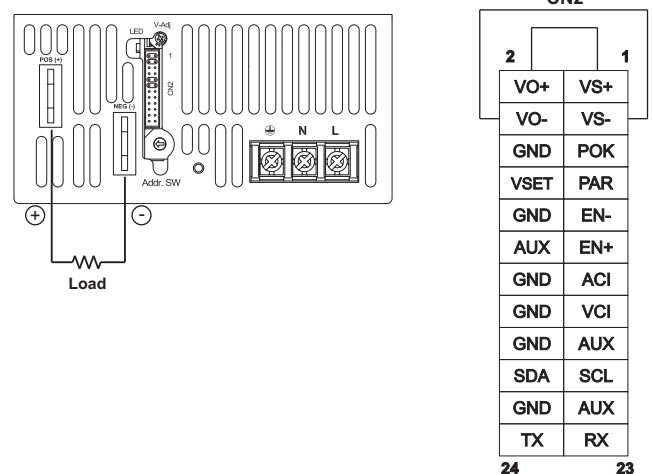 LED
V-Adj
POS (+)
1
CN2
NEG (-)
N
L
Addr. SW
+
-
Load
CN2
2 1
VO+ VS+
VO- VS-
GND POK
VSET PAR
GND EN-
AUX EN+
GND ACI
GND VCI
GND AUX
SDA SCL
GND AUX
TX RX
24 23